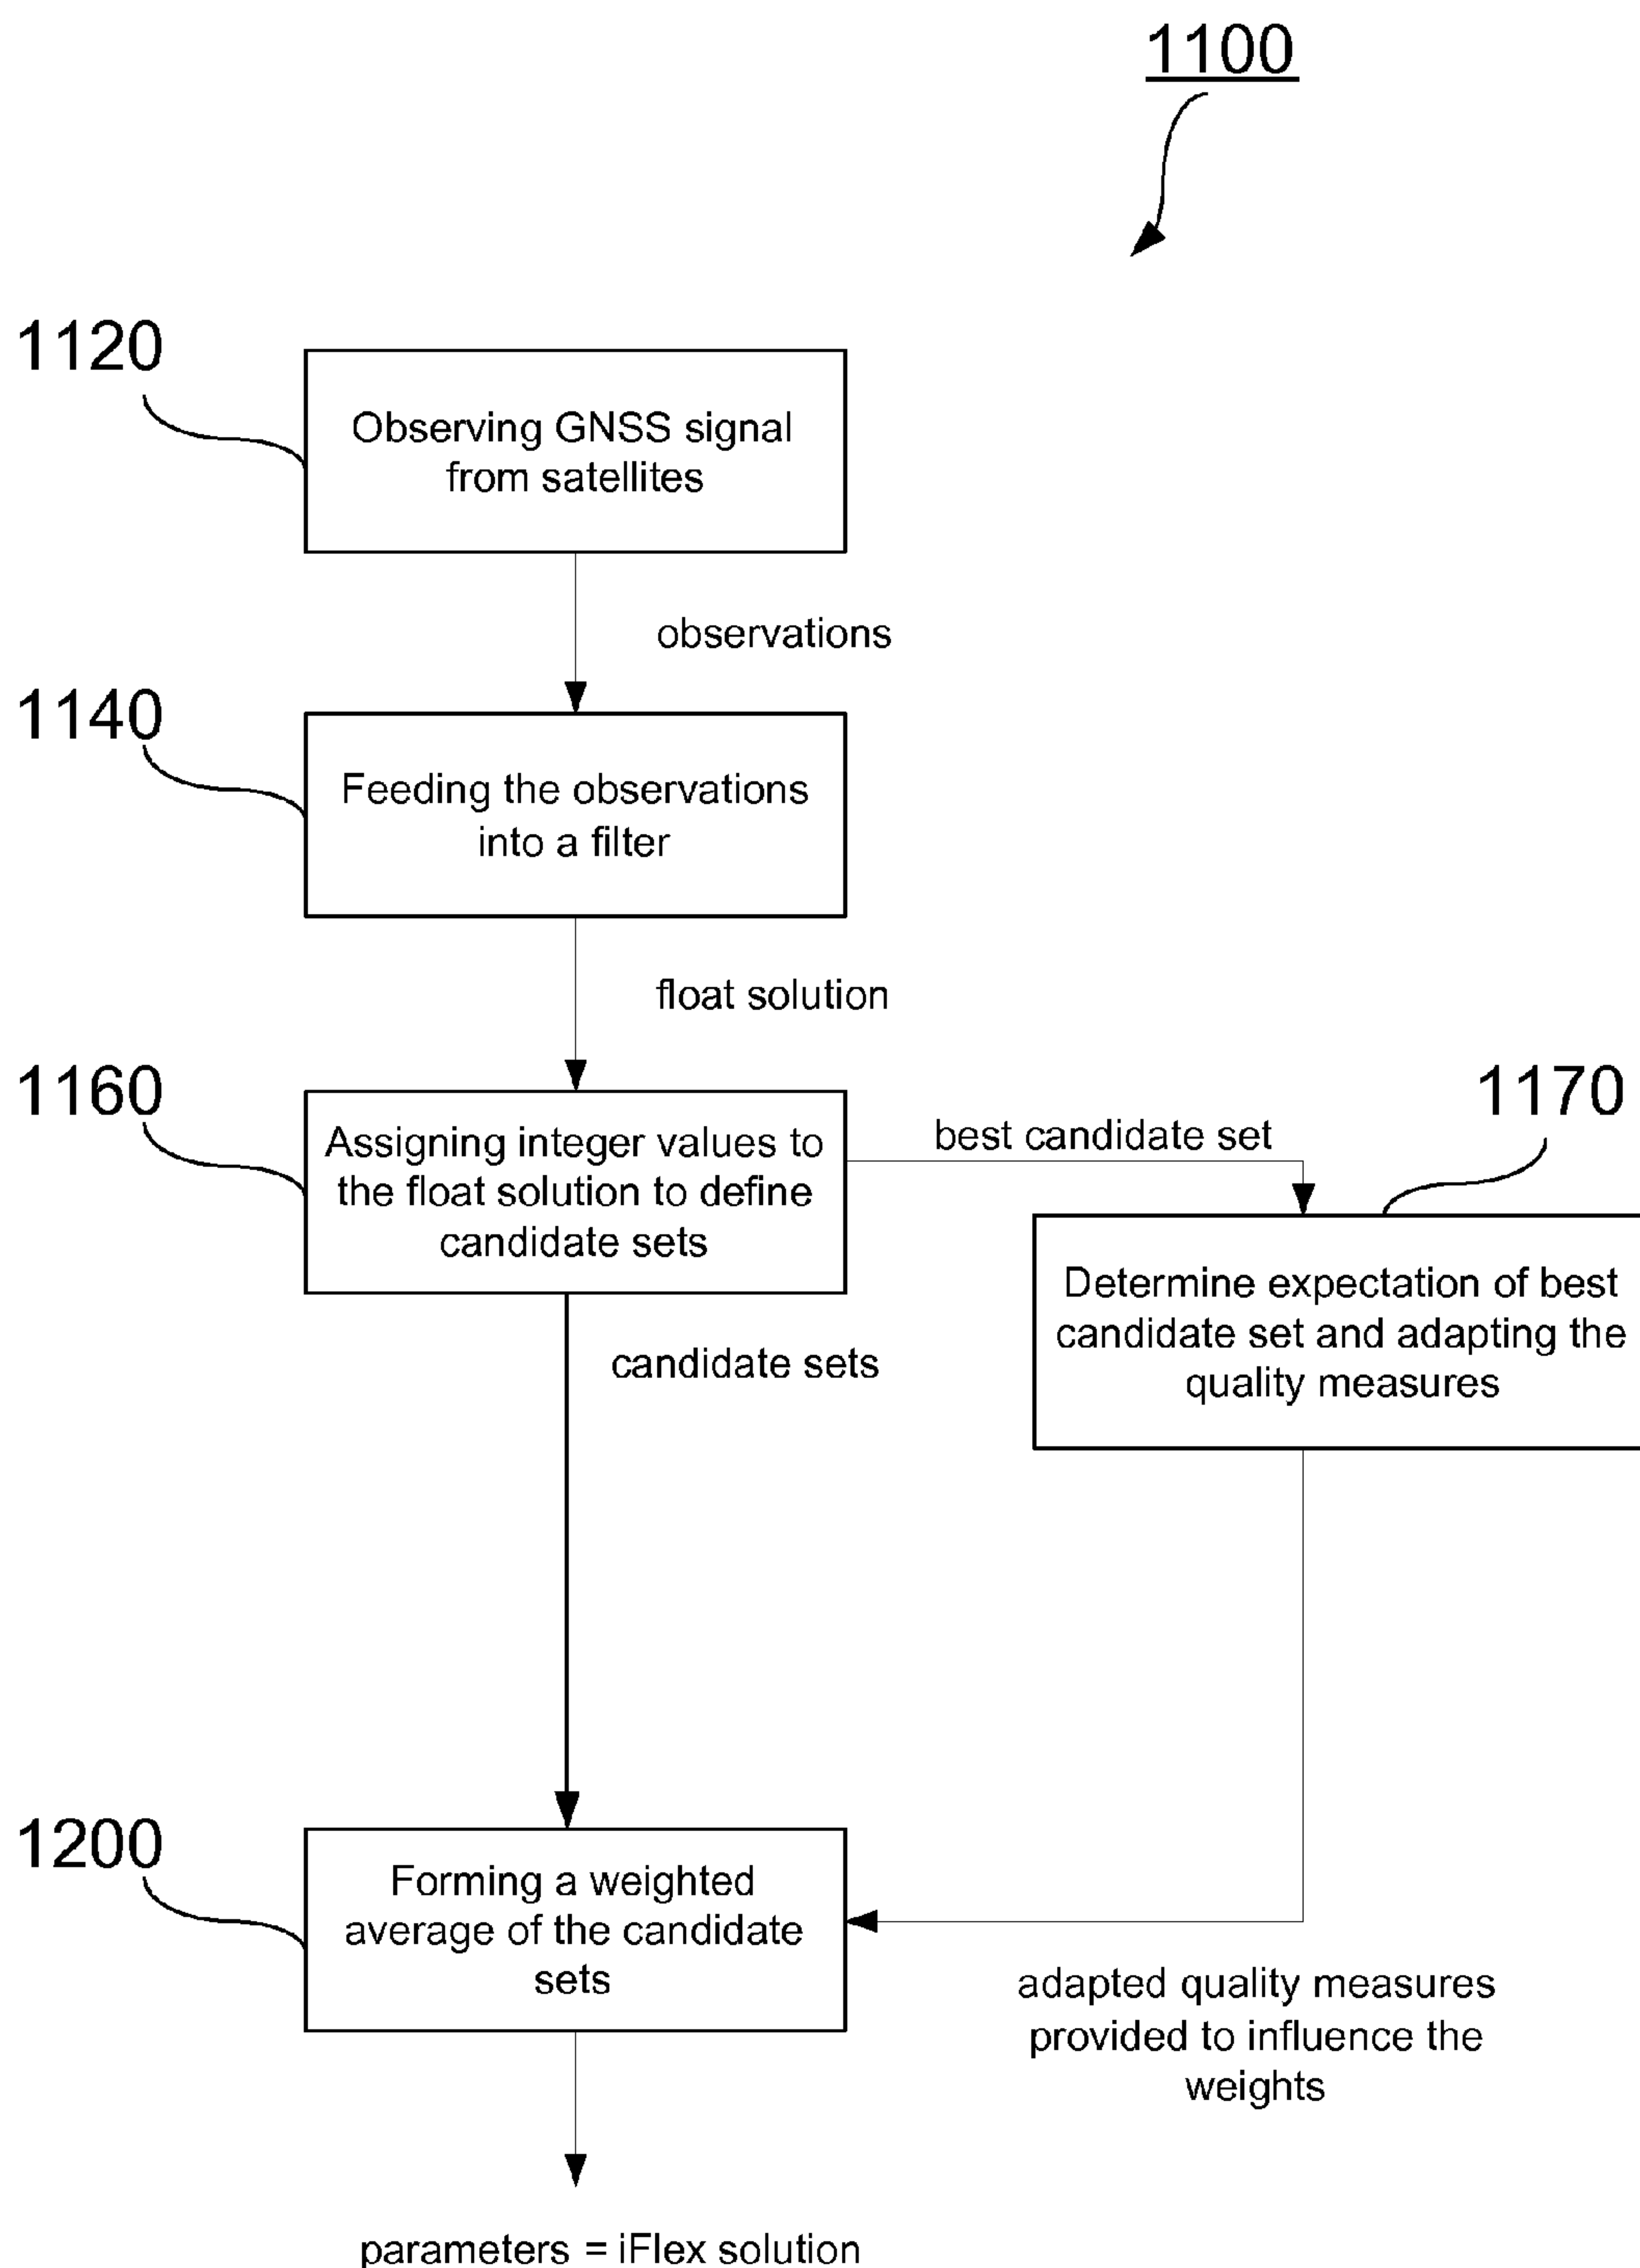 1100
1120
Observing GNSS signal
from satellites
observations
1140
Feeding the observations
into a filter
float solution
1160
Assigning integer values to
the float solution to define
candidate sets
best candidate set
1170
Determine expectation of best
candidate set and adapting the
quality measures
candidate sets
1200
Forming a weighted
average of the candidate
sets
adapted quality measures
provided to influence the
weights
parameters = iFlex solution